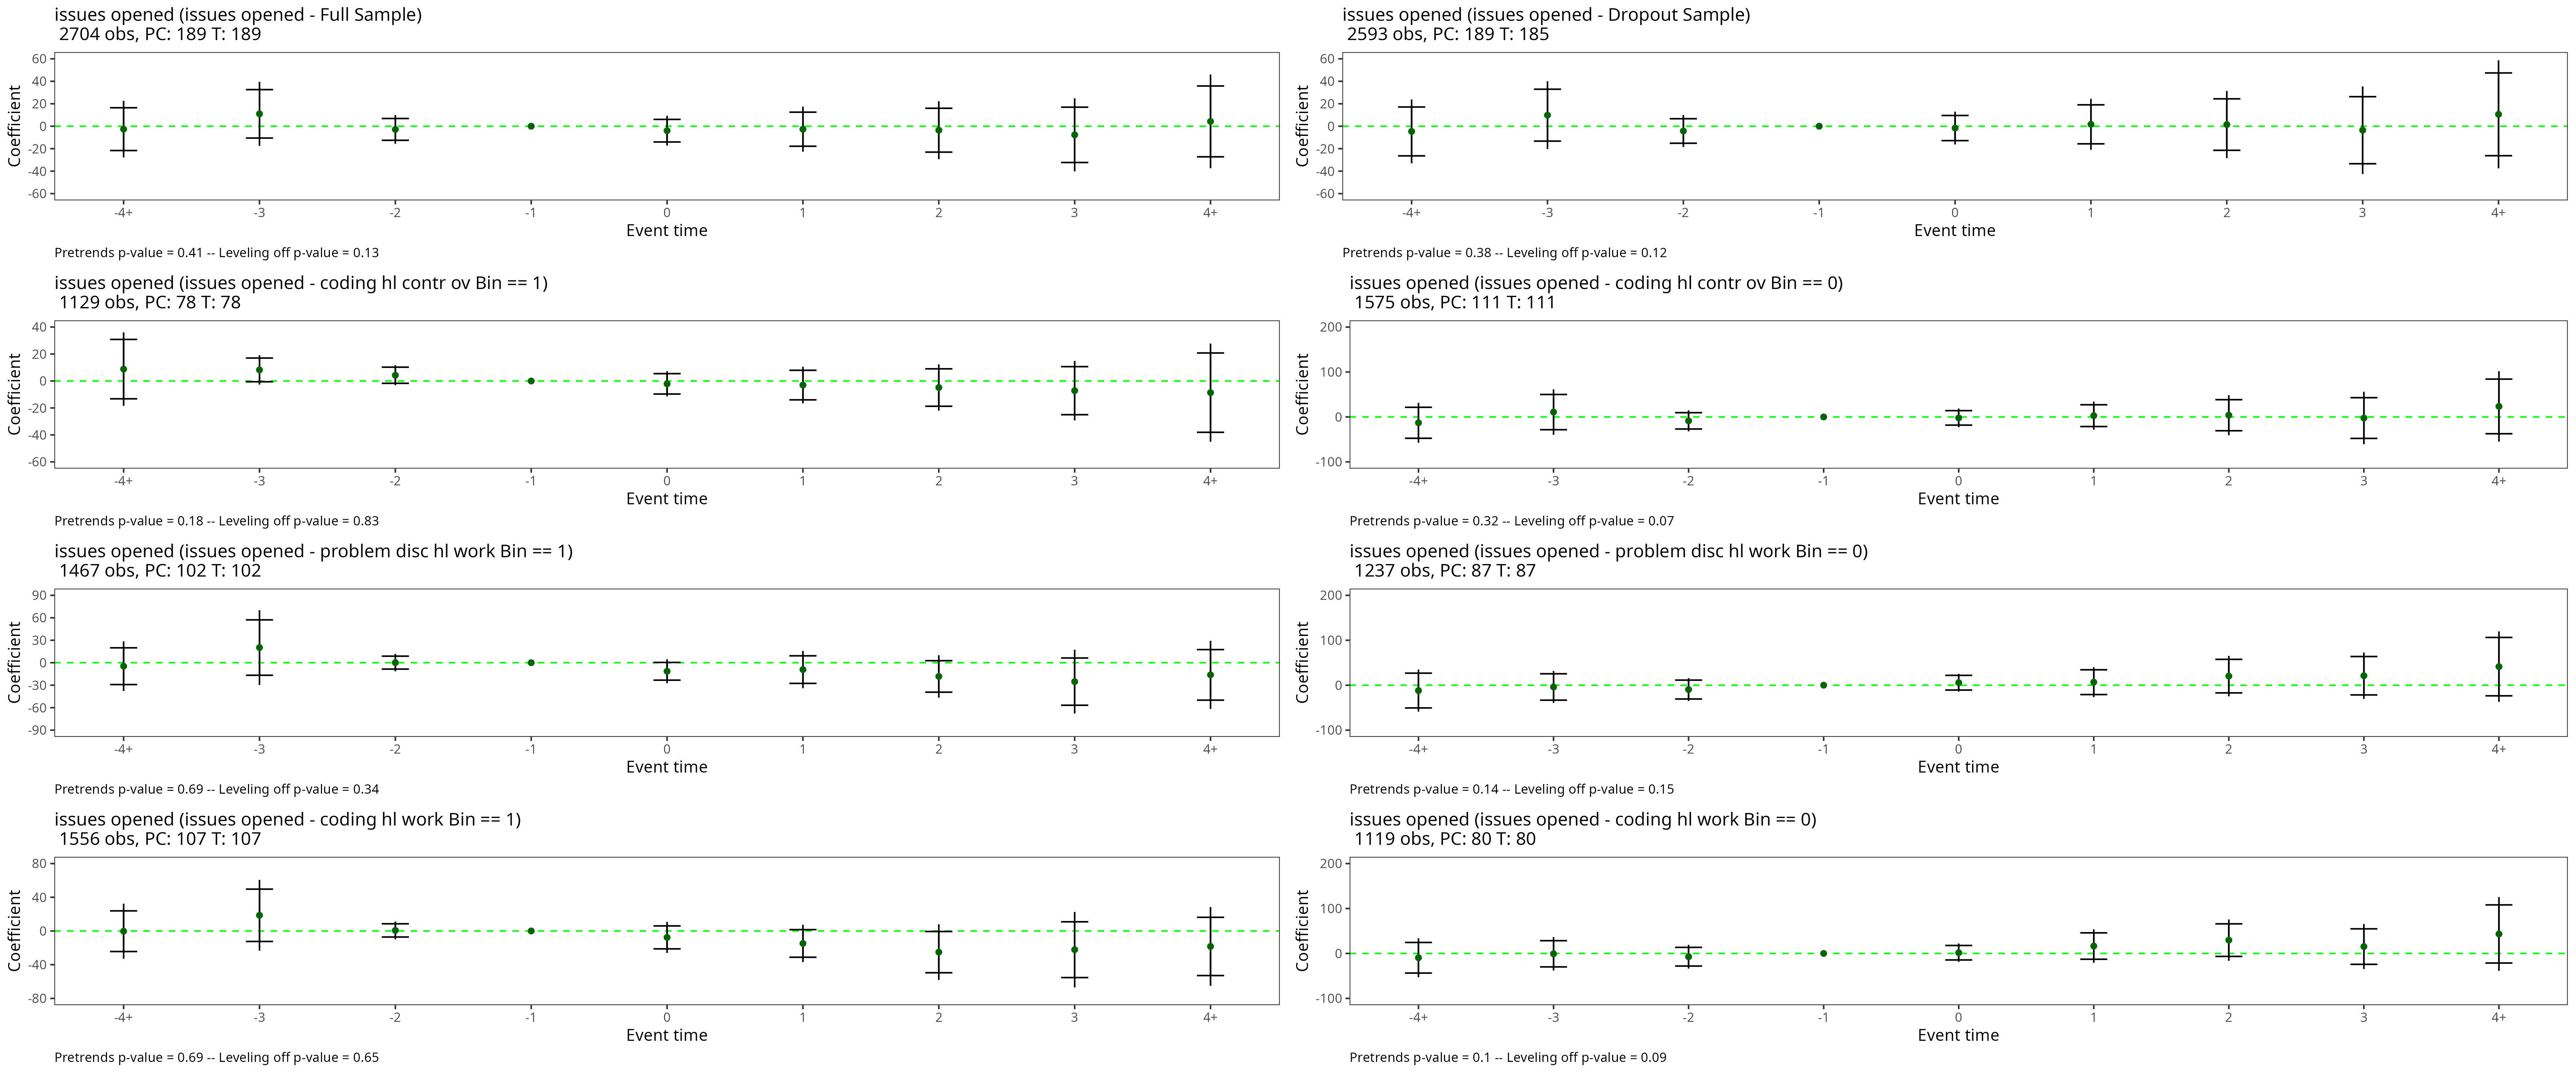 issues opened (issues opened - Full Sample)
2704 obs, PC: 189 T: 189
60
40
20
0
-20
-40
-60
Coefficient
-4+ -3 -2 -1 0 1 2 3 4+
Event time
Pretrends p-value = 0.41 -- Leveling off p-value = 0.13
issues opened (issues opened - Dropout Sample)
2593 obs, PC: 189 T: 185
60
40
20
0
-20
-40
-60
Coefficient
-4+ -3 -2 -1 0 1 2 3 4+
Event time
Pretrends p-value = 0.38 -- Leveling off p-value = 0.12
issues opened (issues opened - coding hl contr ov Bin == 1)
1129 obs, PC: 78 T: 78
40
20
0
-20
-40
-60
Coefficient
-4+ -3 -2 -1 0 1 2 3 4+
Event time
Pretrends p-value = 0.18 -- Leveling off p-value = 0.83
issues opened (issues opened - coding hl contr ov Bin == 0)
1575 obs, PC: 111 T: 111
200
100
0
-100
Coefficient
-4+ -3 -2 -1 0 1 2 3 4+
Event time
Pretrends p-value = 0.32 -- Leveling off p-value = 0.07
issues opened (issues opened - problem disc hl work Bin == 1)
1467 obs, PC: 102 T: 102
90
60
30
0
-30
-60
-90
Coefficient
-4+ -3 -2 -1 0 1 2 3 4+
Event time
Pretrends p-value = 0.69 -- Leveling off p-value = 0.34
issues opened (issues opened - problem disc hl work Bin == 0)
1237 obs, PC: 87 T: 87
200
100
0
-100
Coefficient
-4+ -3 -2 -1 0 1 2 3 4+
Event time
Pretrends p-value = 0.14 -- Leveling off p-value = 0.15
issues opened (issues opened - coding hl work Bin == 1)
1556 obs, PC: 107 T: 107
80
40
0
-40
-80
Coefficient
-4+ -3 -2 -1 0 1 2 3 4+
Event time
Pretrends p-value = 0.69 -- Leveling off p-value = 0.65
issues opened (issues opened - coding hl work Bin == 0)
1119 obs, PC: 80 T: 80
200
100
0
-100
Coefficient
-4+ -3 -2 -1 0 1 2 3 4+
Event time
Pretrends p-value = 0.1 -- Leveling off p-value = 0.09